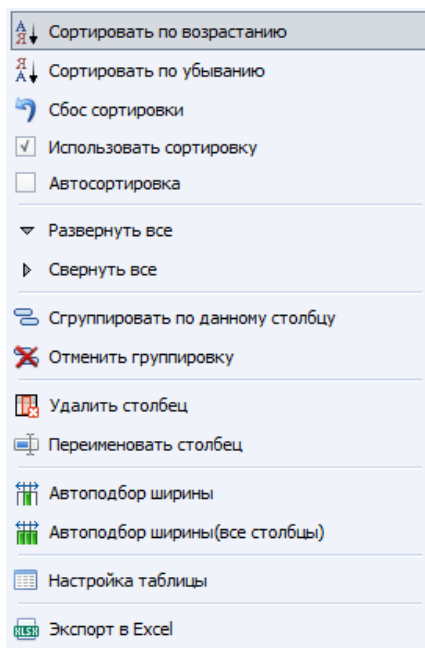 Сортировать по возрастанию
Сортировать по убыванию
Сбос сортировки
Использовать сортировку
Автосортировка
Развернуть все
Свернуть все
Сгруппировать по данному столбцу
Отменить группировку
Удалить столбец
Переименовать столбец
Автоподбор ширины
Автоподбор ширины(все столбцы)
Настройка таблицы
XLSX Экспорт в Excel